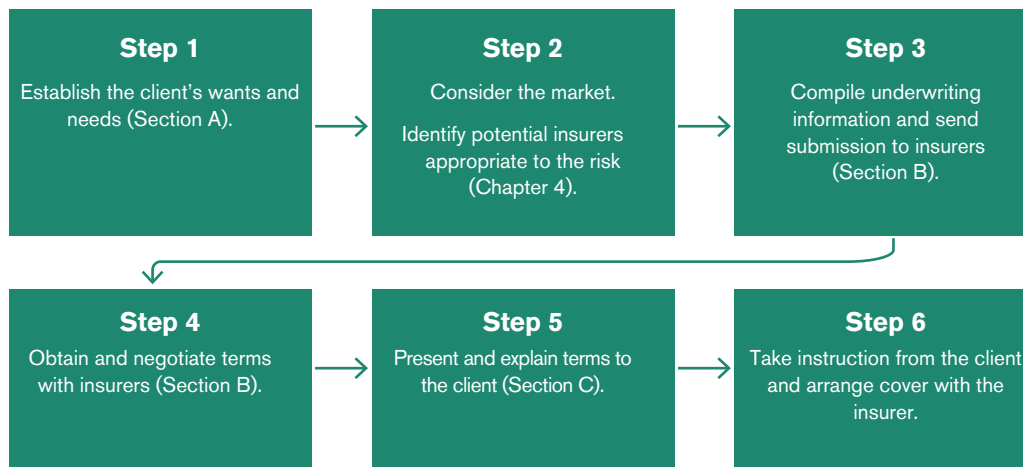 Step 1
Establish the client's wants and
needs (Section A).
Step 2
Consider the market.
Identify potential insurers
appropriate to the risk
(Chapter 4).
Step 3
Compile underwriting
information and send
submission to insurers
(Section B).
Step 4
Obtain and negotiate terms
with insurers (Section B).
Step 5
Present and explain terms to
the client (Section C).
Step 6
Take instruction from the client
and arrange cover with the
insurer.